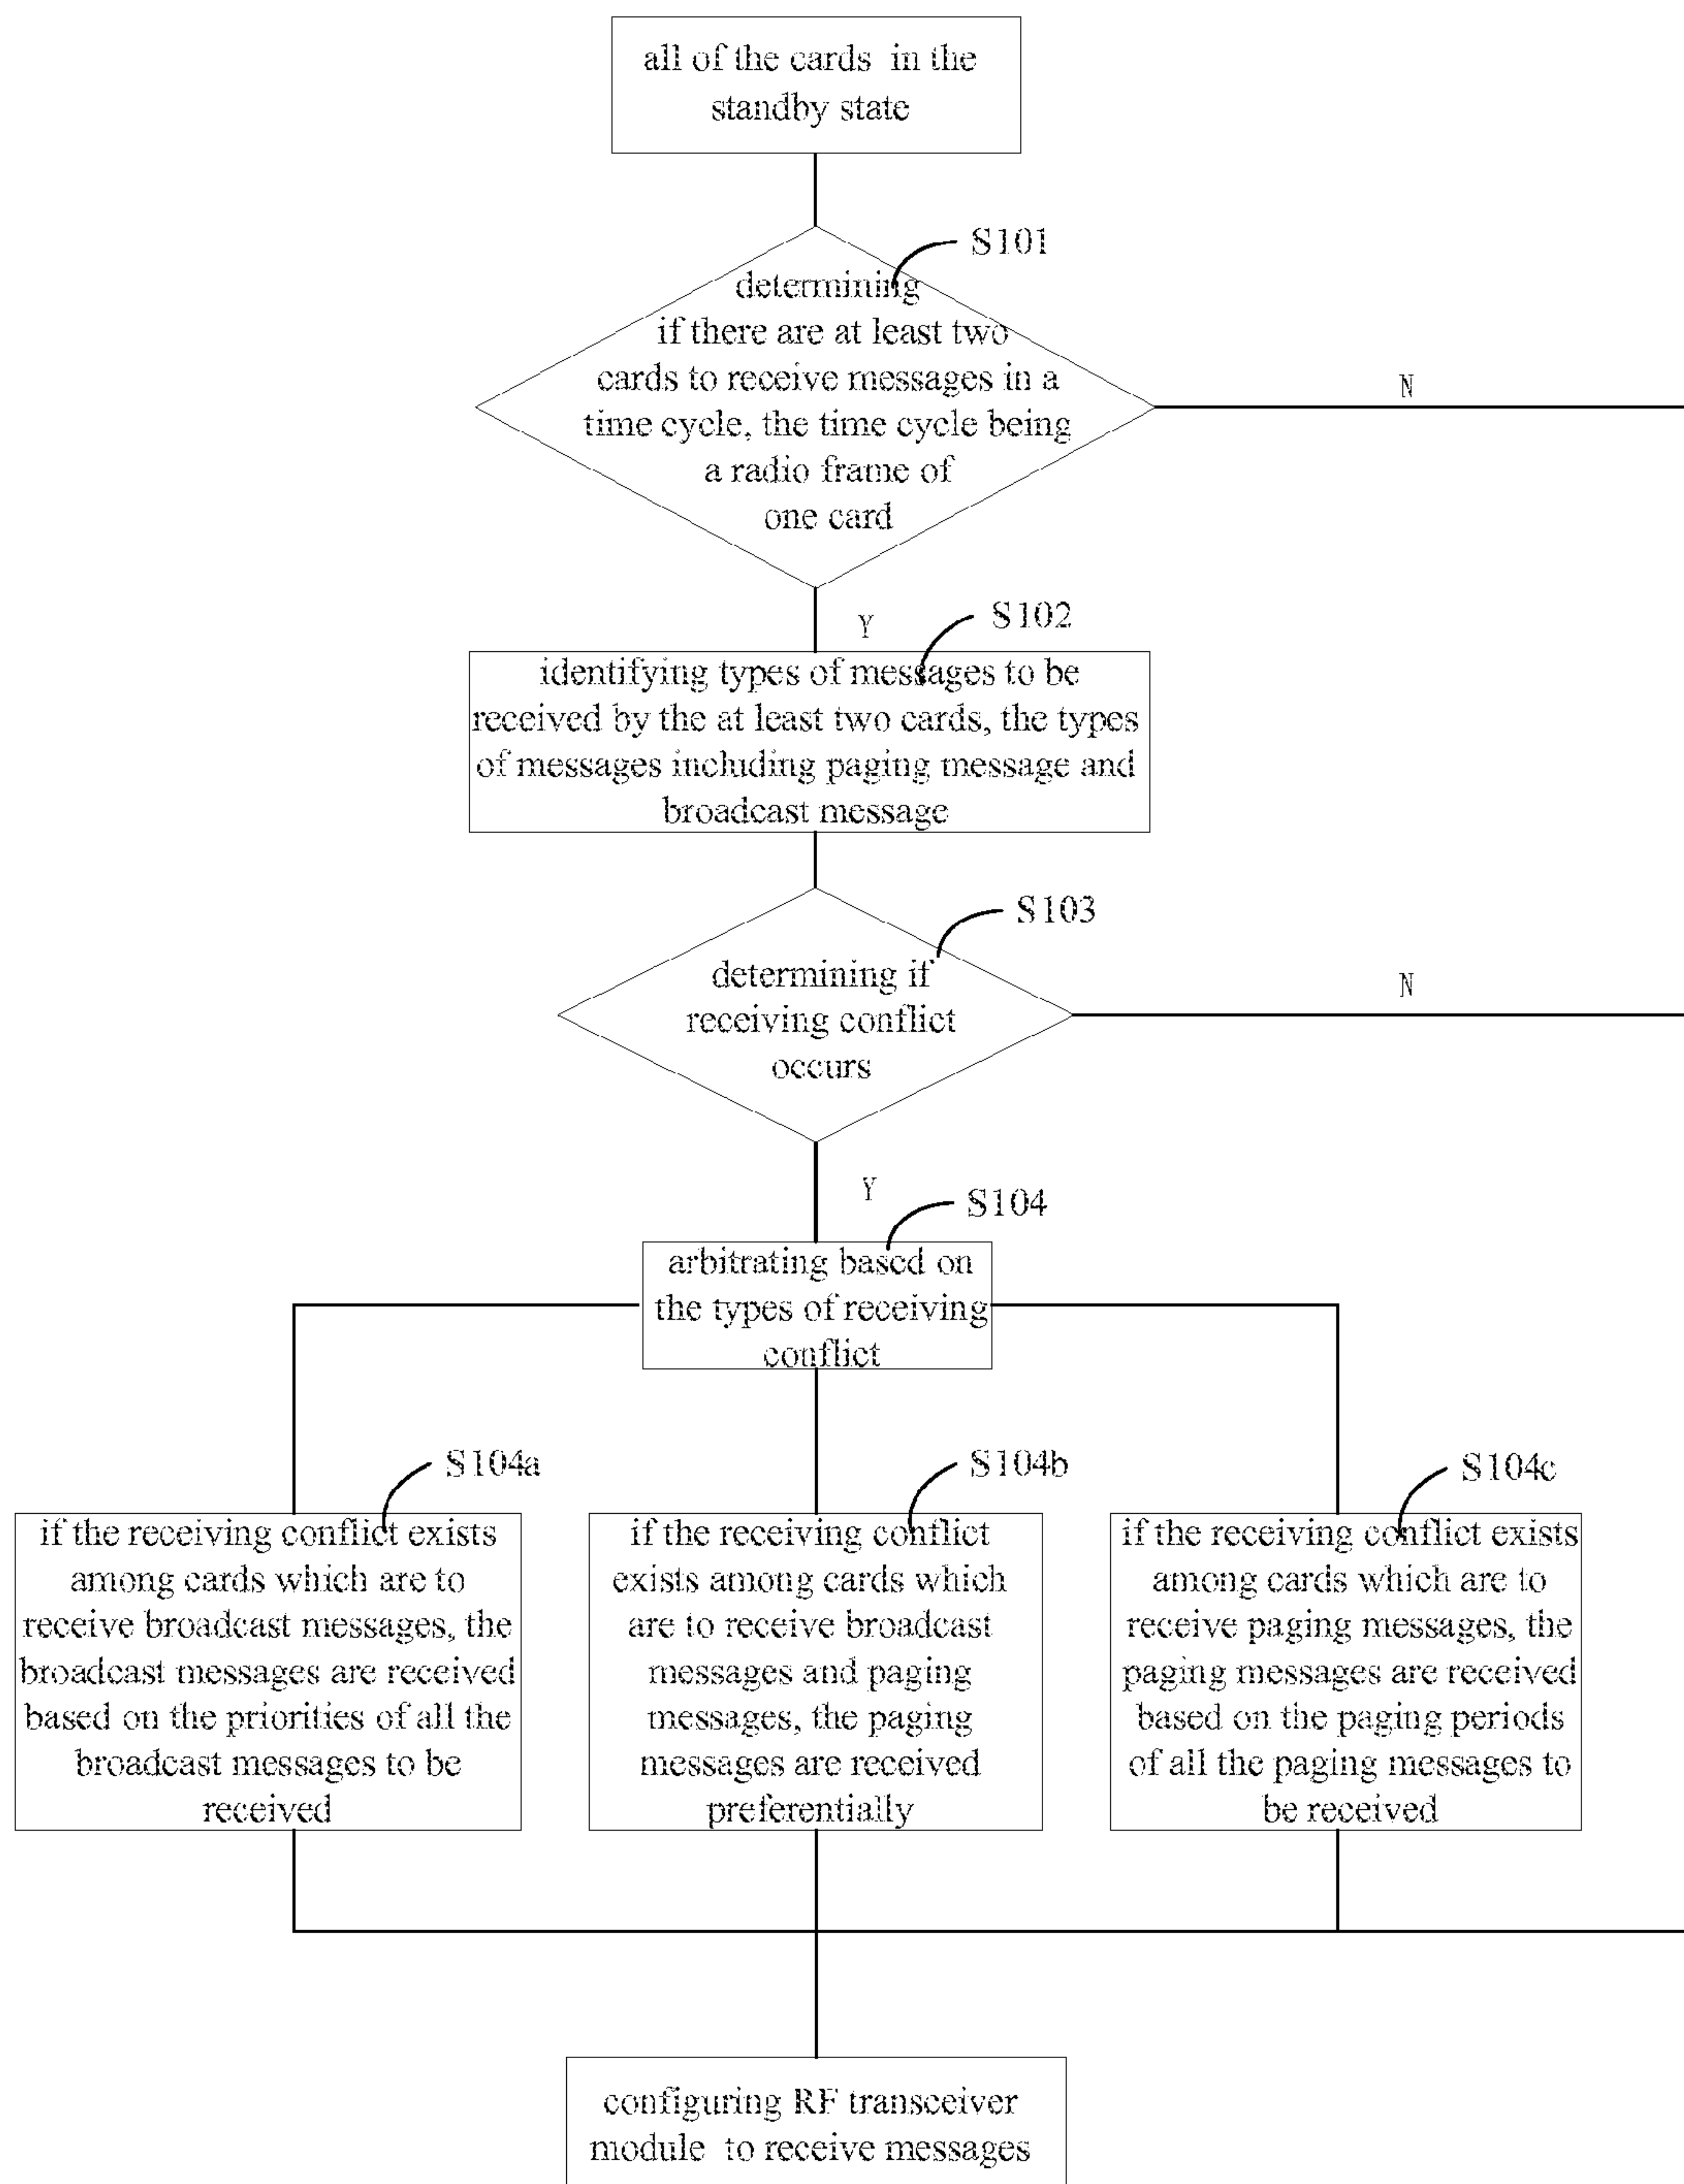 all of the cards in the
standby state
S101
determining
if there are at least two
cards to receive messages in a
time cycle, the time cycle being
a radio frame of
one card
N
Y
S102
identifying types of messages to be
received by the at least two cards, the types
of messages including paging message and
broadcast message
S103
determining if
receiving conflict
occurs
N
Y
S104
arbitrating based on
the types of receiving
conflict
S104a
if the receiving conflict exists
among cards which are to
receive broadcast messages, the
broadcast messages are received
based on the priorities of all the
broadcast messages to be
received
S104b
if the receiving conflict
exists among cards which
are to receive broadcast
messages and paging
messages, the paging
messages are received
preferentially
S104c
if the receiving conflict exists
among cards which are to
receive paging messages, the
paging messages are received
based on the paging periods
of all the paging messages to
be received
configuring RF transceiver
module to receive messages